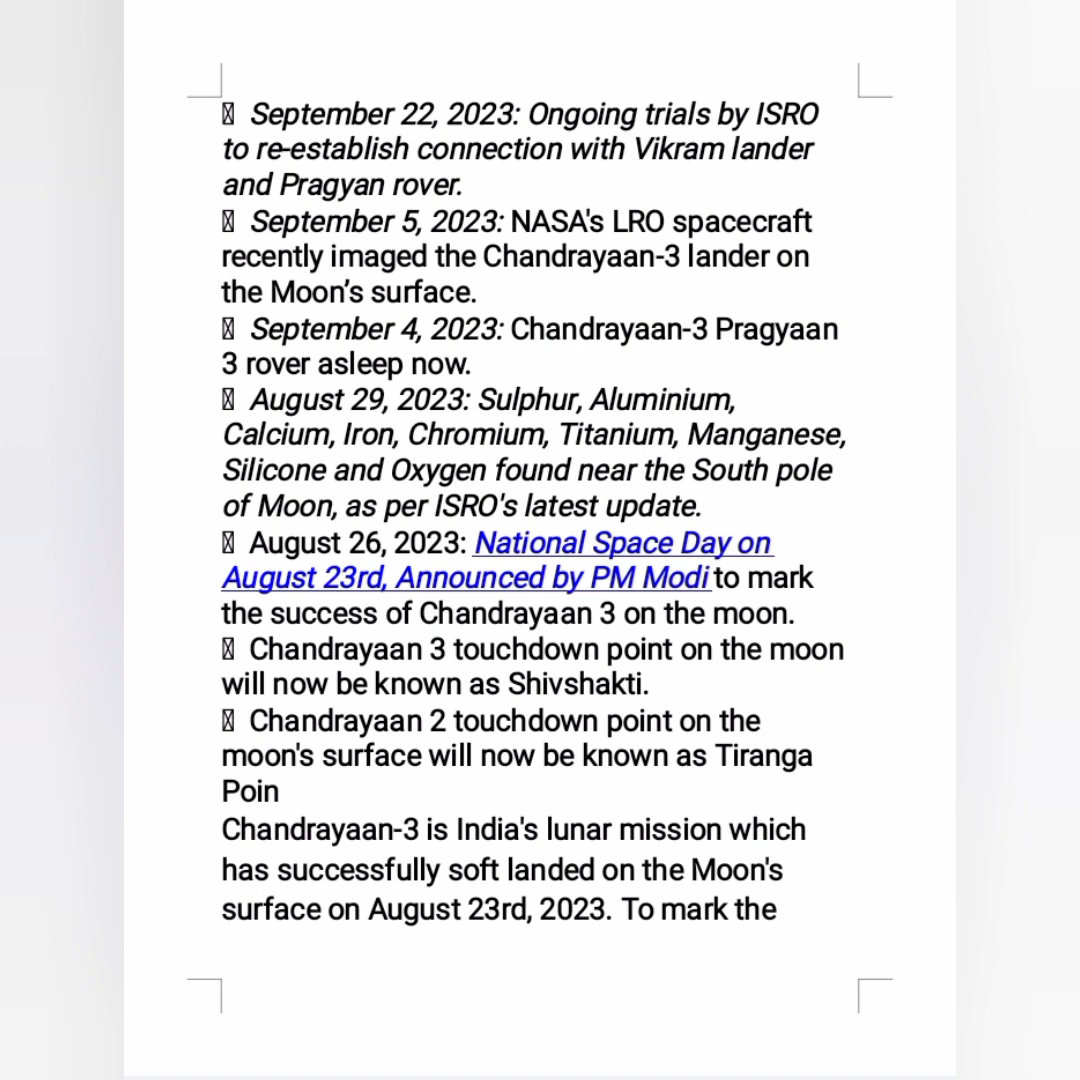 September 22, 2023: Ongoing trials by ISRO
to re-establish connection with Vikram lander
and Pragyan rover.
September 5, 2023: NASA's LRO spacecraft
recently imaged the Chandrayaan-3 lander on
the Moon’s surface.
September 4, 2023: Chandrayaan-3 Pragyaan
3 rover asleep now.
August 29, 2023: Sulphur, Aluminium,
Calcium, Iron, Chromium, Titanium, Manganese,
Silicone and Oxygen found near the South pole
of Moon, as per ISRO's latest update.
August 26, 2023: National Space Day on
August 23rd, Announced by PM Modi to mark
the success of Chandrayaan 3 on the moon.
Chandrayaan 3 touchdown point on the moon
will now be known as Shivshakti.
Chandrayaan 2 touchdown point on the
moon's surface will now be known as Tiranga
Poin
Chandrayaan-3 is India's lunar mission which
has successfully soft landed on the Moon's
surface on August 23rd, 2023. To mark the